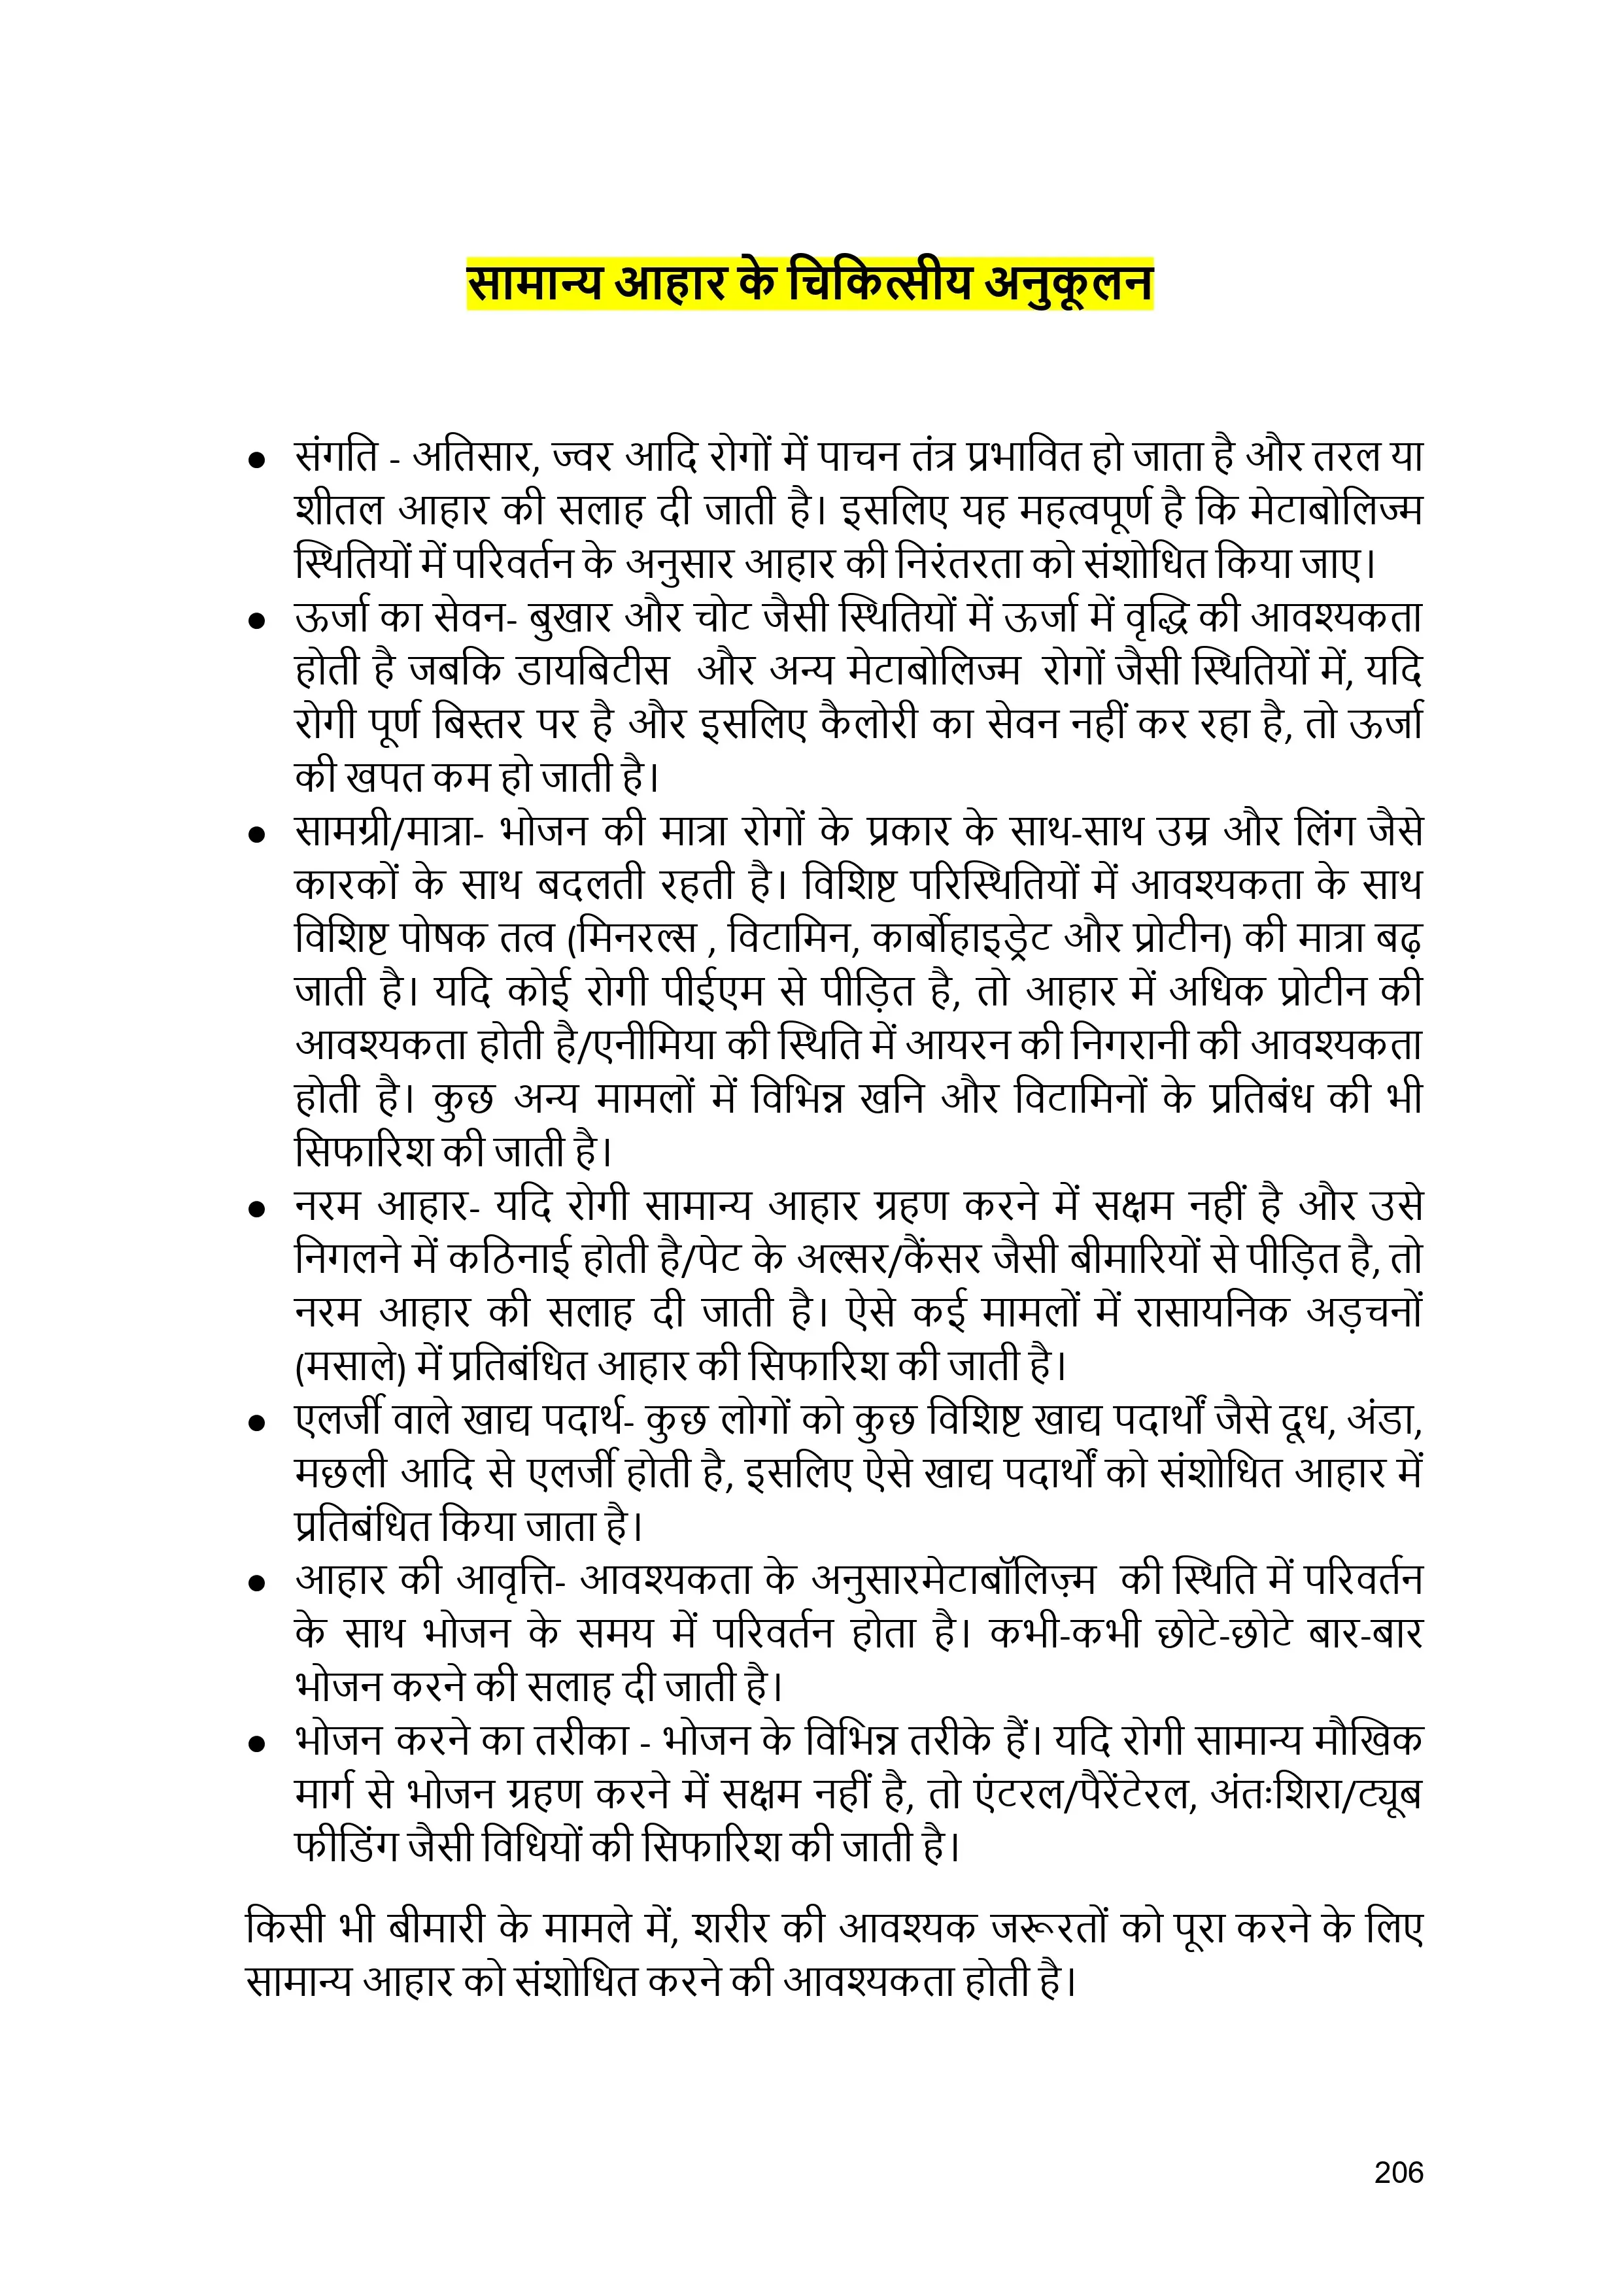 सामान्य आहार के चिकित्सीय अनुकूलन
● संगति - अतिसार, ज्वर आदि रोगों में पाचन तंत्र प्रभावित हो जाता है और तरल या
शीतल आहार की सलाह दी जाती है। इसलिए यह महत्वपूर्ण है कि मेटाबोलिज्म
स्थितियों में परिवर्तन के अनुसार आहार की निरंतरता को संशोधित किया जाए।
● ऊर्जा का सेवन- बुखार और चोट जैसी स्थितियों में ऊर्जा में वृद्धि की आवश्यकता
होती है जबकि डायबिटीस और अन्य मेटाबोलिज्म रोगों जैसी स्थितियों में, यदि
रोगी पूर्ण बिस्तर पर है और इसलिए कैलोरी का सेवन नहीं कर रहा है, तो ऊर्जा
की खपत कम हो जाती है।
● सामग्री/मात्रा- भोजन की मात्रा रोगों के प्रकार के साथ-साथ उम्र और लिंग जैसे
कारकों के साथ बदलती रहती है। विशिष्ट परिस्थितियों में आवश्यकता के साथ
विशिष्ट पोषक तत्व (मिनरल्स , विटामिन, कार्बोहाइड्रेट और प्रोटीन) की मात्रा बढ़
जाती है। यदि कोई रोगी पीईएम से पीड़ित है, तो आहार में अधिक प्रोटीन की
आवश्यकता होती है/एनीमिया की स्थिति में आयरन की निगरानी की आवश्यकता
होती है। कुछ अन्य मामलों में विभिन्न खनि और विटामिनों के प्रतिबंध की भी
सिफारिश की जाती है।
● नरम आहार- यदि रोगी सामान्य आहार ग्रहण करने में सक्षम नहीं है और उसे
निगलने में कठिनाई होती है/पेट के अल्सर/कैंसर जैसी बीमारियों से पीड़ित है, तो
नरम आहार की सलाह दी जाती है। ऐसे कई मामलों में रासायनिक अड़चनों
(मसाले) में प्रतिबंधित आहार की सिफारिश की जाती है।
● एलर्जी वाले खाद्य पदार्थ- कुछ लोगों को कुछ विशिष्ट खाद्य पदार्थों जैसे दूध, अंडा,
मछली आदि से एलर्जी होती है, इसलिए ऐसे खाद्य पदार्थों को संशोधित आहार में
प्रतिबंधित किया जाता है।
● आहार की आवृत्ति- आवश्यकता के अनुसारमेटाबॉलिज़्म की स्थिति में परिवर्तन
के साथ भोजन के समय में परिवर्तन होता है। कभी-कभी छोटे-छोटे बार-बार
भोजन करने की सलाह दी जाती है।
● भोजन करने का तरीका - भोजन के विभिन्न तरीके हैं। यदि रोगी सामान्य मौखिक
मार्ग से भोजन ग्रहण करने में सक्षम नहीं है, तो एंटरल/पैरेंटेरल, अंतःशिरा/ट्यूब
फीडिंग जैसी विधियों की सिफारिश की जाती है।
किसी भी बीमारी के मामले में, शरीर की आवश्यक जरूरतों को पूरा करने के लिए
सामान्य आहार को संशोधित करने की आवश्यकता होती है।
206